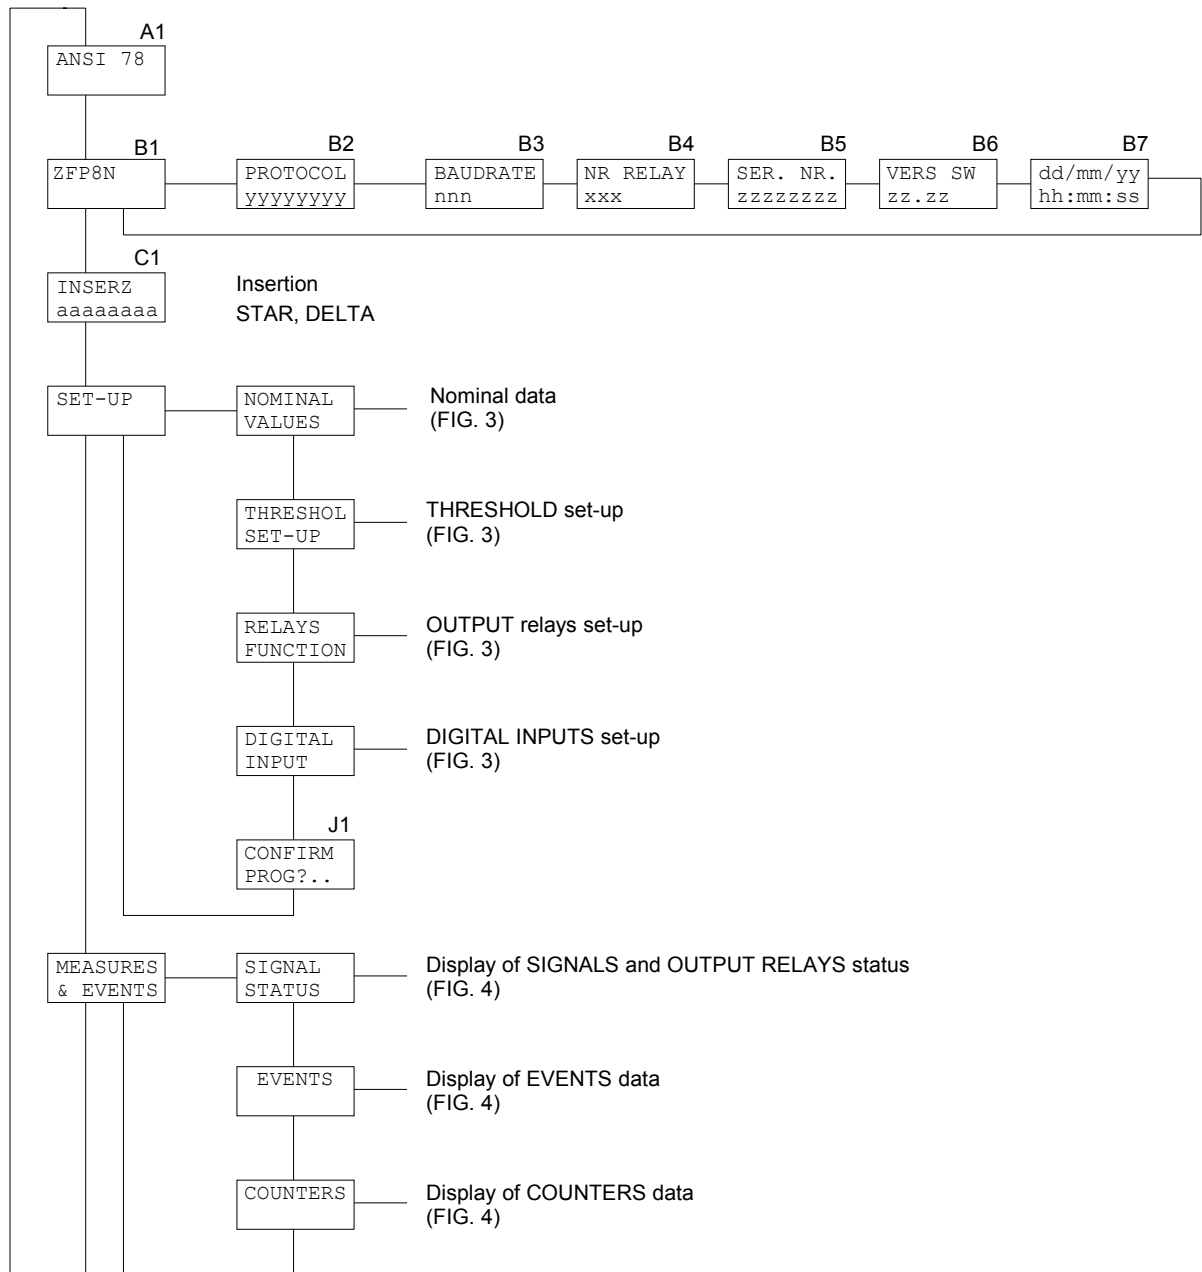 A1
ANSI 78
B1
ZFP8N
B2
PROTOCOL
yyyyyyyy
B3
BAUDRATE
nnn
B4
NR RELAY
xxx
B5
SER. NR.
zzzzzzzz
B6
VERS SW
zz.zz
B7
dd/mm/yy
hh:mm:ss
C1
INSERZ
aaaaaaaa
Insertion
STAR, DELTA
SET-UP
NOMINAL
VALUES
Nominal data
(FIG. 3)
THRESHOL
SET-UP
THRESHOLD set-up
(FIG. 3)
RELAYS
FUNCTION
OUTPUT relays set-up
(FIG. 3)
DIGITAL
INPUT
DIGITAL INPUTS set-up
(FIG. 3)
J1
CONFIRM
PROG?..
MEASURES
& EVENTS
SIGNAL
STATUS
Display of SIGNALS and OUTPUT RELAYS status
(FIG. 4)
EVENTS
Display of EVENTS data
(FIG. 4)
COUNTERS
Display of COUNTERS data
(FIG. 4)